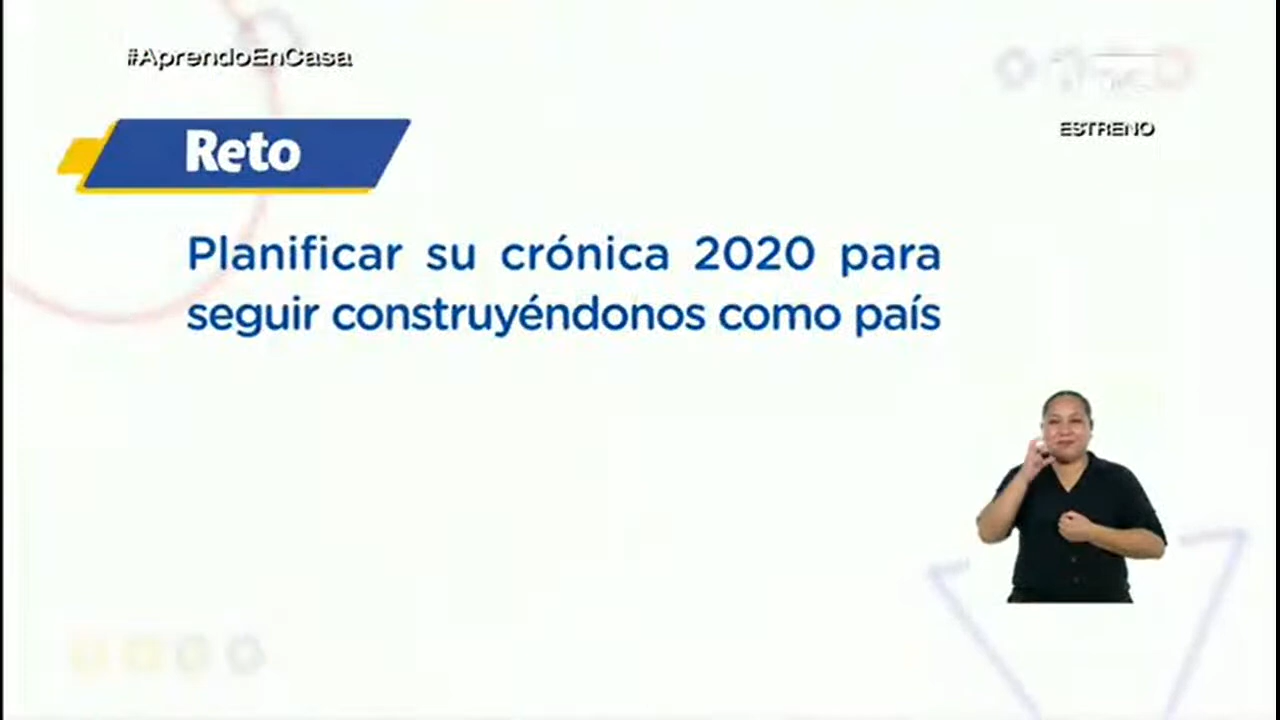 #AprendoEnCasa
ESTRENO
Reto
Planificar su crónica 2020 para
seguir construyéndonos como país